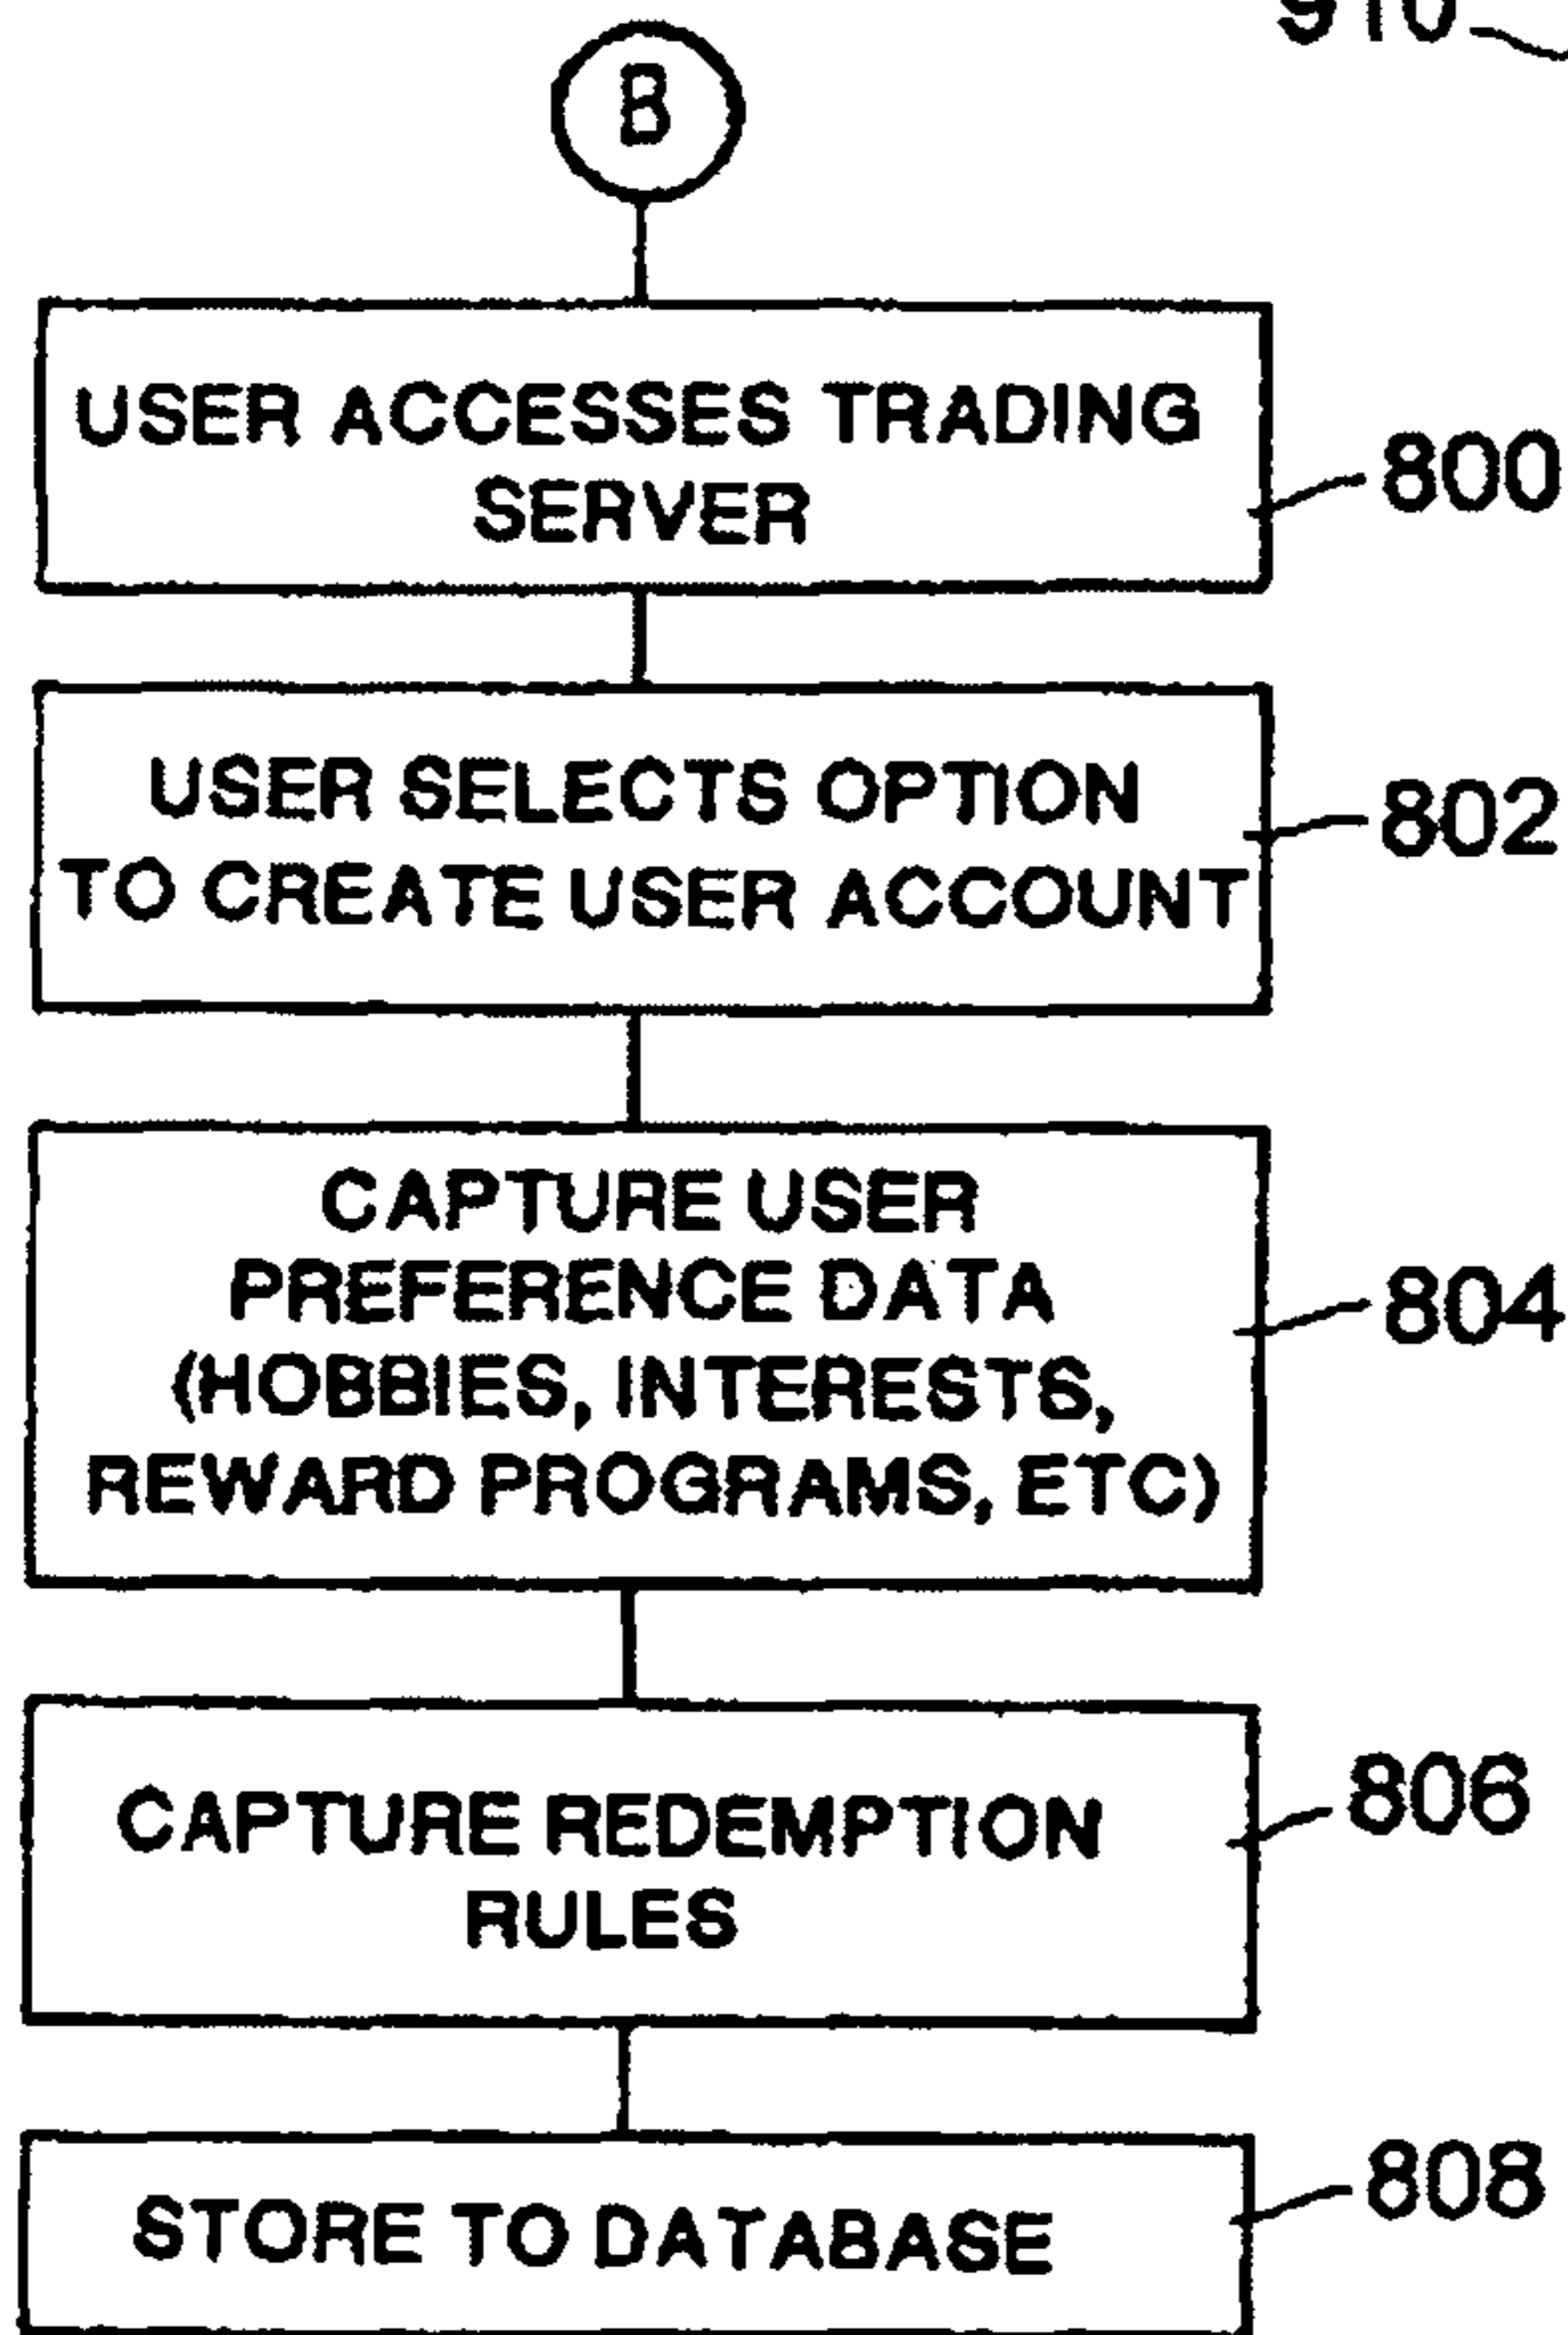 910
B
USER ACCESSES TRADING
SERVER
800
USER SELECTS OPTION
TO CREATE USER ACCOUNT
802
CAPTURE USER
PREFERENCE DATA
(HOBBIES, INTERESTS,
REWARD PROGRAMS, ETC)
804
CAPTURE REDEMPTION
RULES
806
STORE TO DATABASE
808